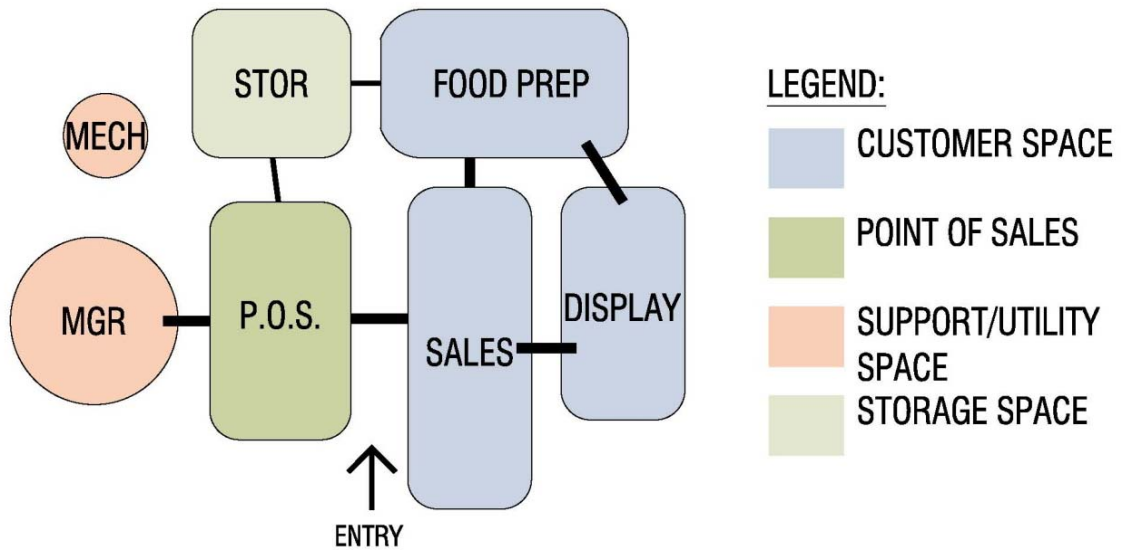 STOR
FOOD PREP
MECH
MGR
P.O.S.
SALES
DISPLAY
ENTRY
LEGEND:
CUSTOMER SPACE
POINT OF SALES
SUPPORT/UTILITY
SPACE
STORAGE SPACE